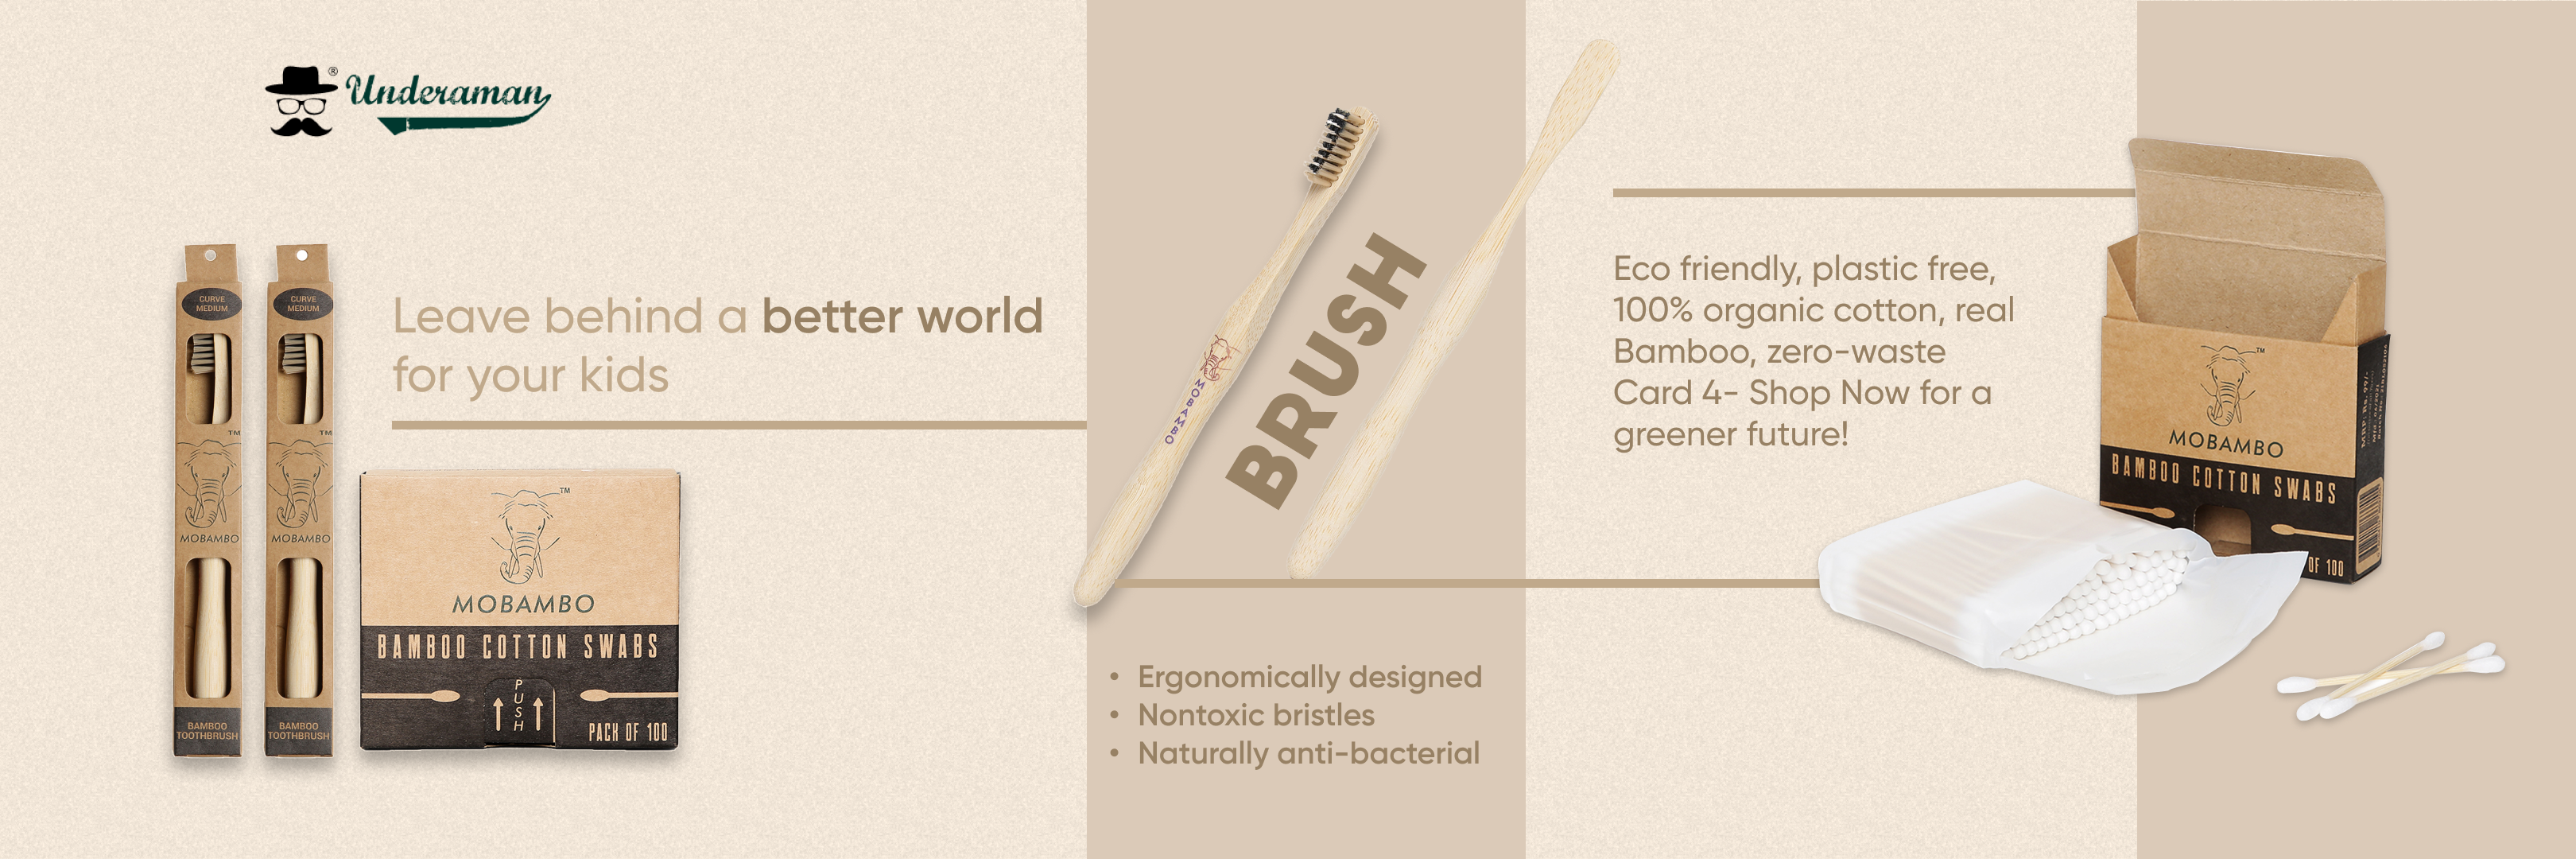 ®
Underaman
CURVE
MEDIUM
TM
MOBAMBO
BAMBOO
TOOTHBRUSH
CURVE
MEDIUM
TM
MOBAMBO
BAMBOO
TOOTHBRUSH
Leave behind a better world
for your kids
TM
MOBAMBO
BAMBOO COTTON SWABS
PUSH
PACK OF 100
MOBAMBO
BRUSH
• Ergonomically designed
• Nontoxic bristles
• Naturally anti-bacterial
Eco friendly, plastic free,
100% organic cotton, real
Bamboo, zero-waste
Card 4- Shop Now for a
greener future!
TM
MOBAMBO
BAMBOO COTTON SWABS
OF 100